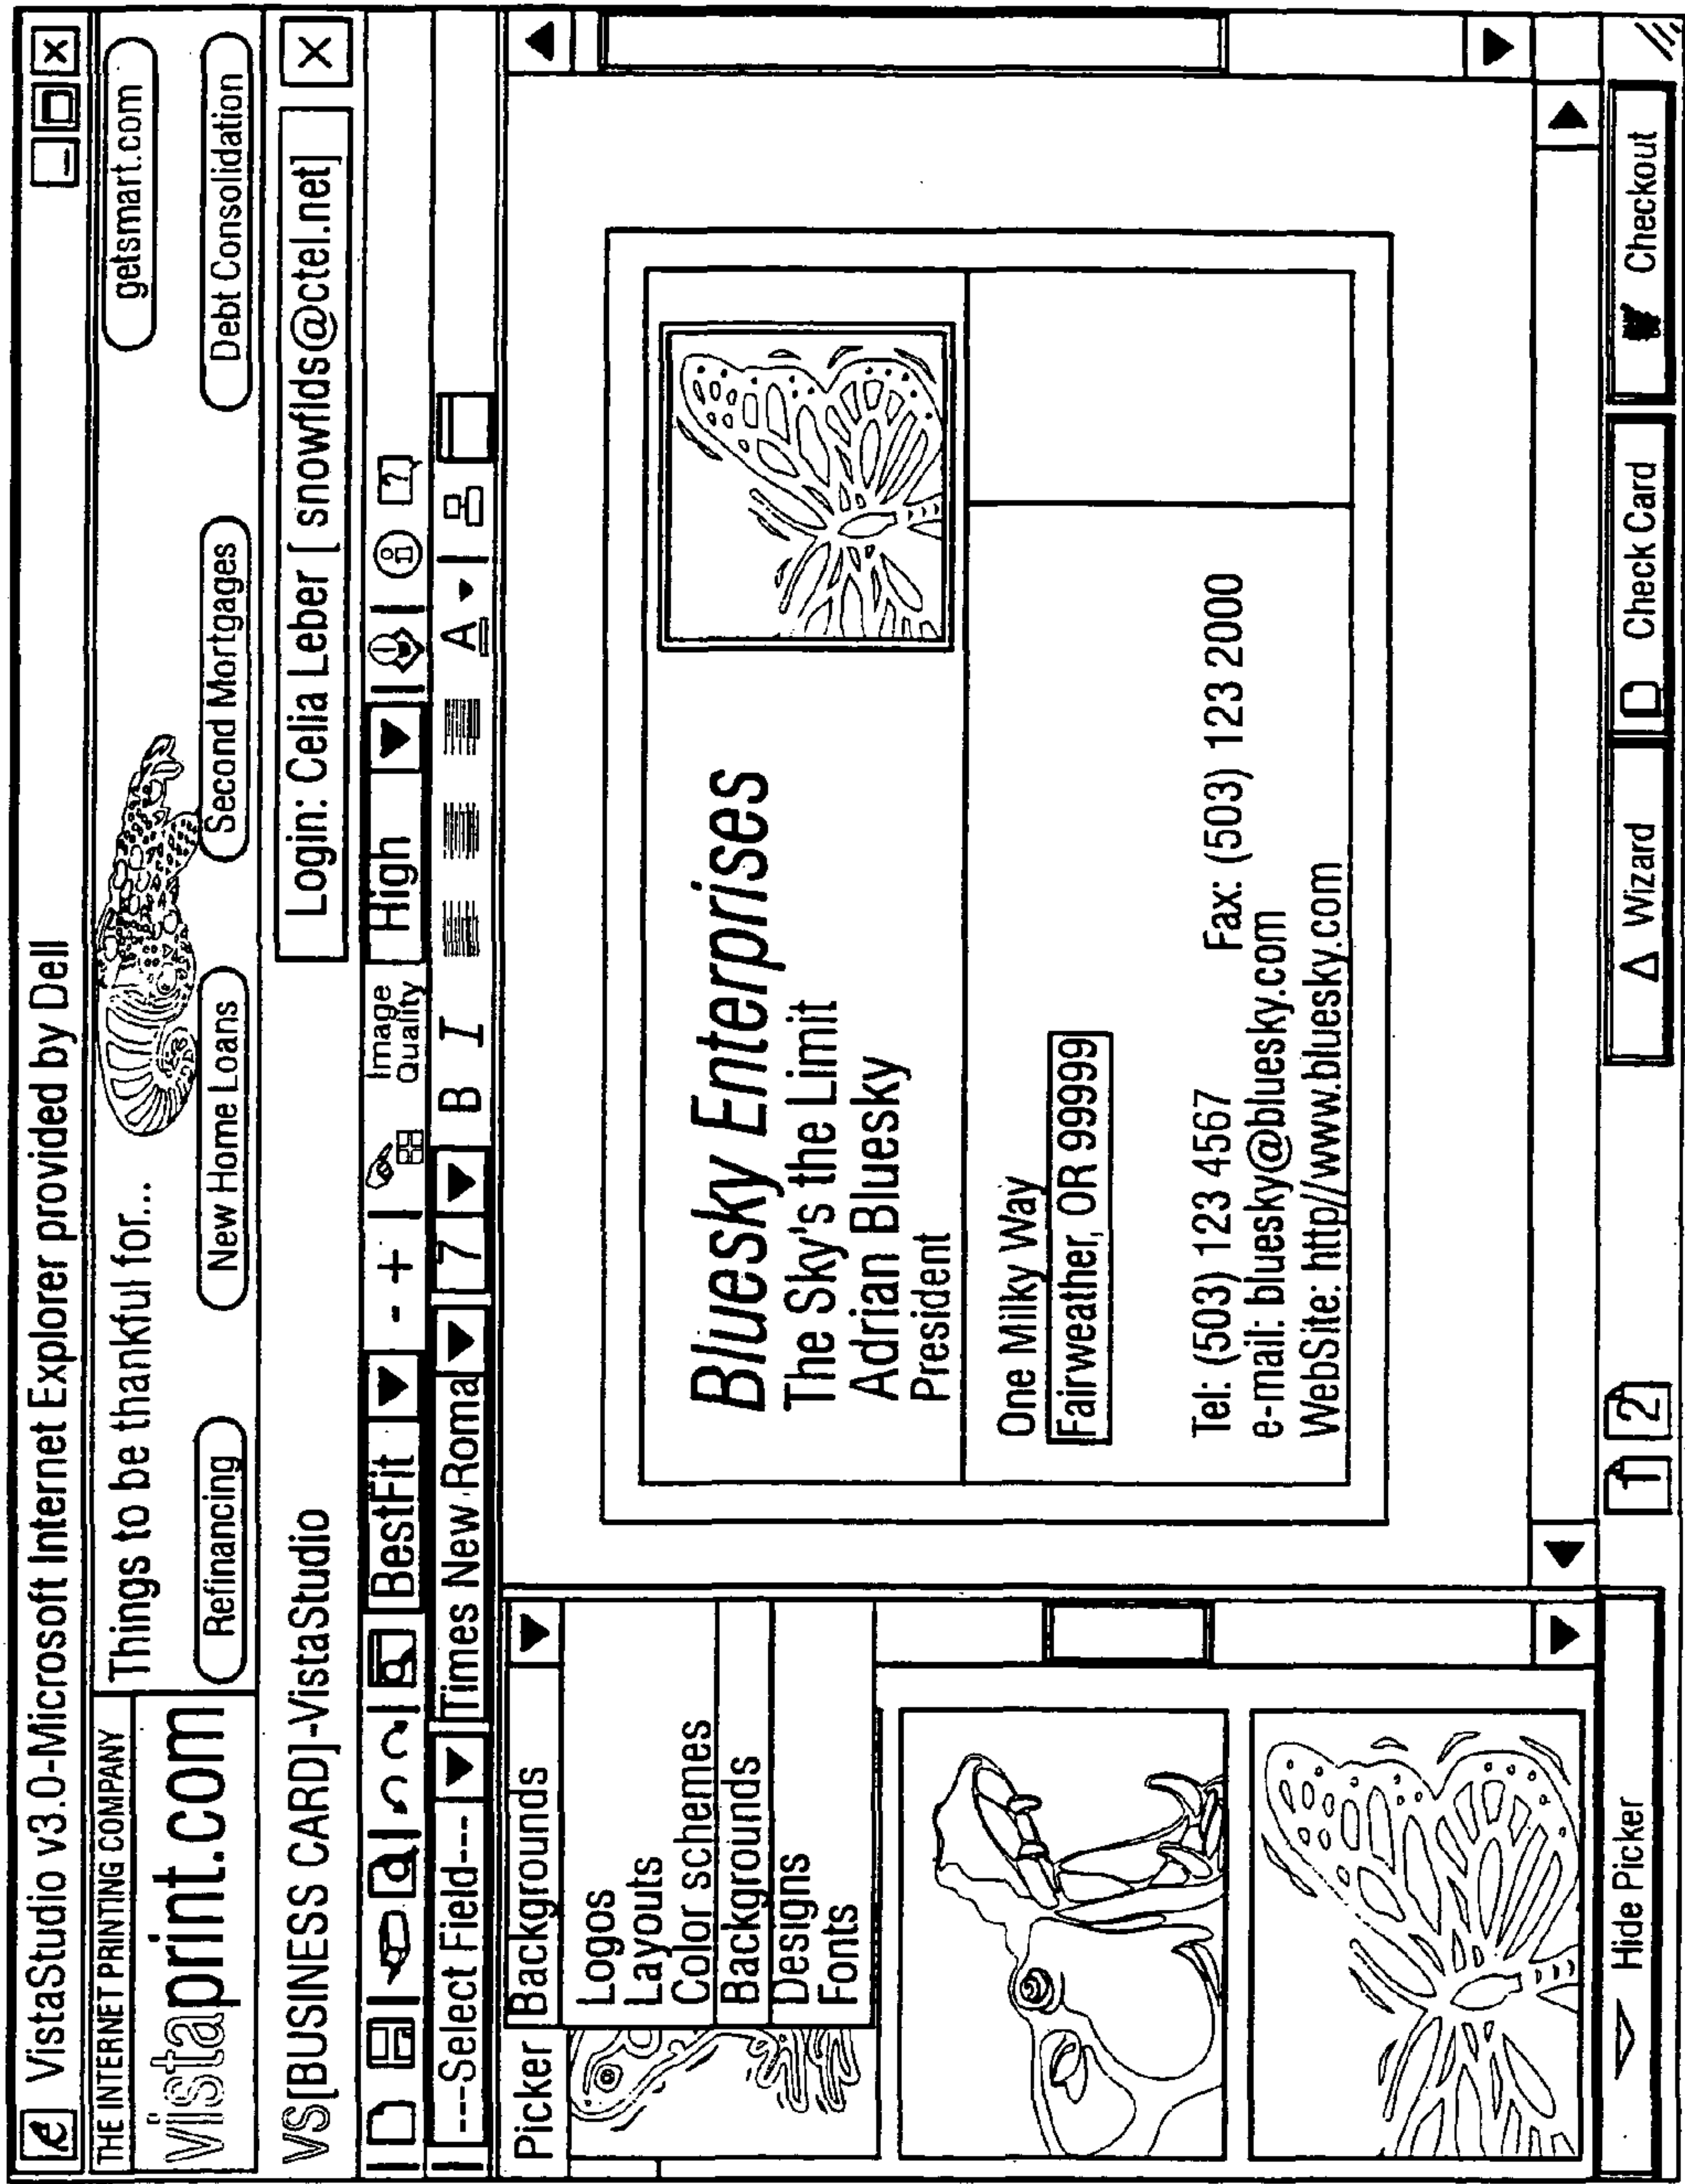 VistaStudio v3.0-Microsoft Internet Explorer provided by Dell
THE INTERNET PRINTING COMPANY
Vistaprint.com
Things to be thankful for...
getsmart.com
Refinancing
New Home Loans
Second Mortgages
Debt Consolidation
VS[BUSINESS CARD]-VistaStudio
Login: Celia Leber [ snowflds@ctel.net]
BestFit
- +
Image
Quality
High
?
---Select Field---
Times New Roma
7
B I
A
Picker
Backgrounds
Logos
Layouts
Color schemes
Backgrounds
Designs
Fonts
Bluesky Enterprises
The Sky's the Limit
Adrian Bluesky
President
One Milky Way
Fairweather, OR 99999
Tel: (503) 123 4567
Fax: (503) 123 2000
e-mail: bluesky@bluesky.com
WebSite: http//www.bluesky.com
Hide Picker
1 2
Wizard
Check Card
Checkout